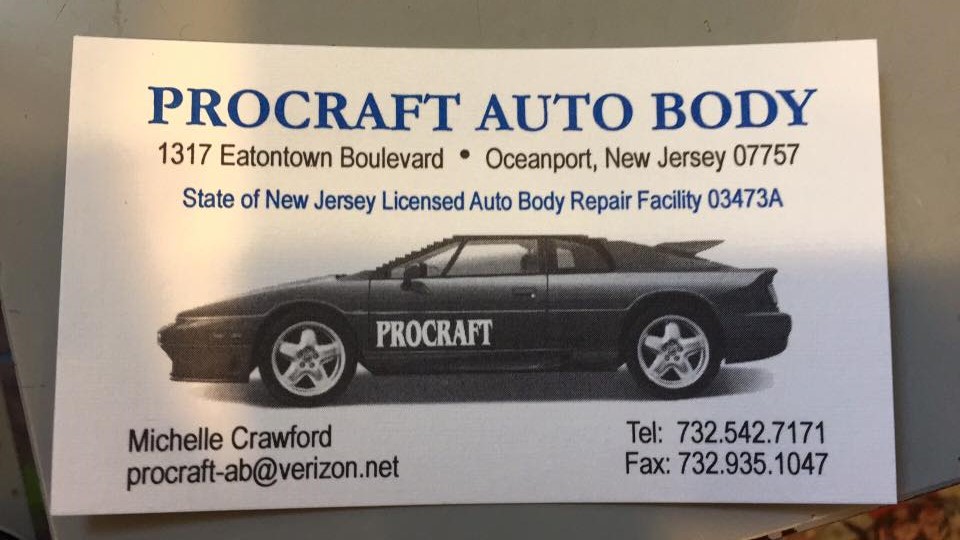 PROCRAFT AUTO BODY
1317 Eatontown Boulevard • Oceanport, New Jersey 07757
State of New Jersey Licensed Auto Body Repair Facility 03473A
PROCRAFT
Michelle Crawford
procraft-ab@verizon.net
Tel: 732.542.7171
Fax: 732.935.1047